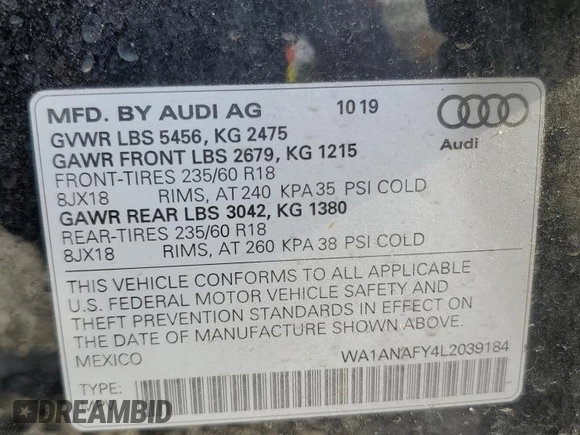 MFD. BY AUDI AG 10 19
GVWR LBS 5456, KG 2475
GAWR FRONT LBS 2679, KG 1215
FRONT-TIRES 235/60 R18
8JX18 RIMS, AT 240 KPA 35 PSI COLD
GAWR REAR LBS 3042, KG 1380
REAR-TIRES 235/60 R18
8JX18 RIMS, AT 260 KPA 38 PSI COLD
Audi
THIS VEHICLE CONFORMS TO ALL APPLICABLE
U.S. FEDERAL MOTOR VEHICLE SAFETY AND
THEFT PREVENTION STANDARDS IN EFFECT ON
THE DATE OF MANUFACTURE SHOWN ABOVE.
MEXICO WA1ANAFY4L2039184
TYPE:
DREAMBID